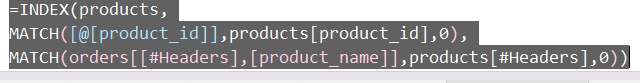 =INDEX(products,
MATCH([@[product_id]],products[product_id],0),
MATCH(orders[[#Headers],[product_name]],products[#Headers],0))